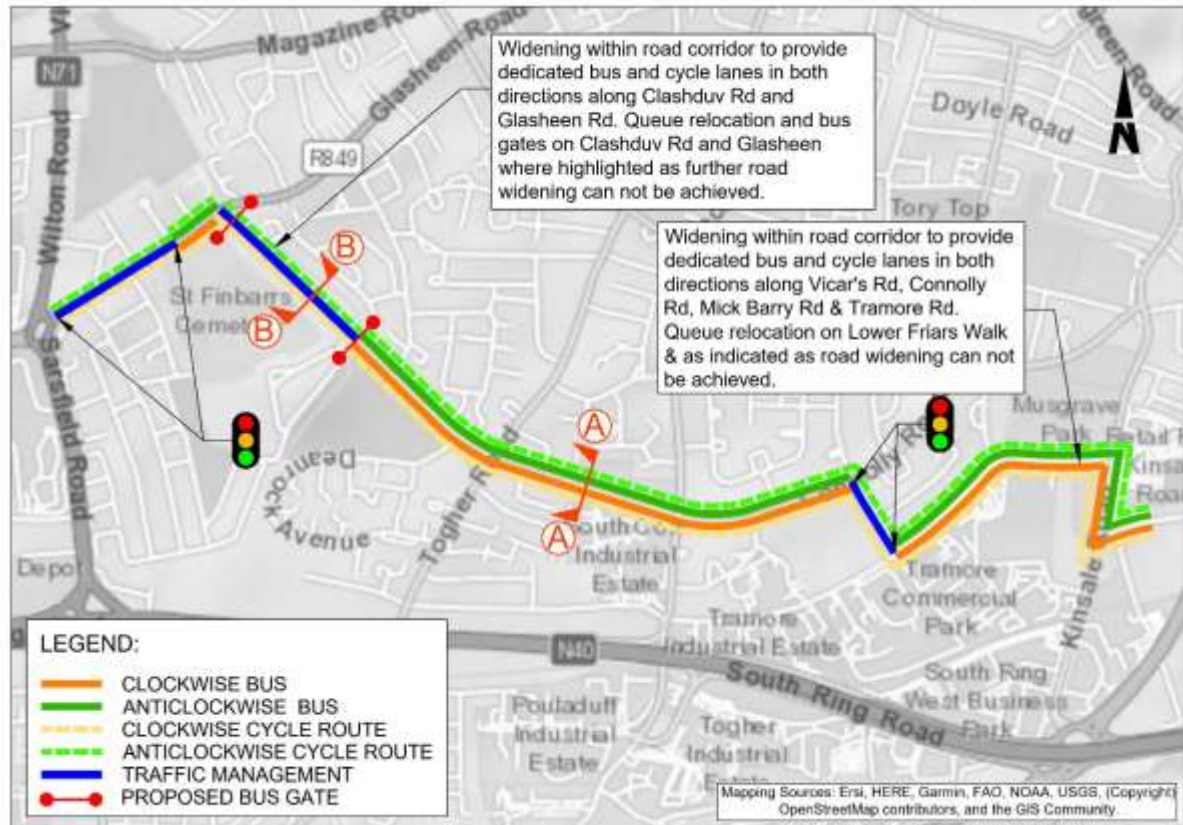 Magazine Road
N71
Glasheen Road
Wilton Road
R849
Widening within road corridor to provide
dedicated bus and cycle lanes in both
directions along Clashduv Rd and
Glasheen Rd. Queue relocation and bus
gates on Clashduv Rd and Glasheen
where highlighted as further road
widening can not be achieved.
green Road
Doyle Road
N
Tory Top
Widening within road corridor to provide
dedicated bus and cycle lanes in both
directions along Vicar's Rd, Connolly
Rd, Mick Barry Rd & Tramore Rd.
Queue relocation on Lower Friars Walk
& as indicated as road widening can not
be achieved.
B
B
St Finbarrs
Sarsfield Road
Deanrock
Avenue
Togher
A
A
Industrial
Estate
Musgrave
Park
Kinsale
Road
Depot
Tramore
Commercial
Park
Kinsale
Tramore
Industrial Estate
N40
South Ring Road
South Ring
West Business
Park
Pouladuff
Industrial
Estate
Togher
Industrial
Estate
LEGEND:
CLOCKWISE BUS
ANTICLOCKWISE BUS
CLOCKWISE CYCLE ROUTE
ANTICLOCKWISE CYCLE ROUTE
TRAFFIC MANAGEMENT
PROPOSED BUS GATE
Mapping Sources: Ersi, HERE, Garmin, FAO, NOAA, USGS, (Copyright)
OpenStreetMap contributors, and the GIS Community.